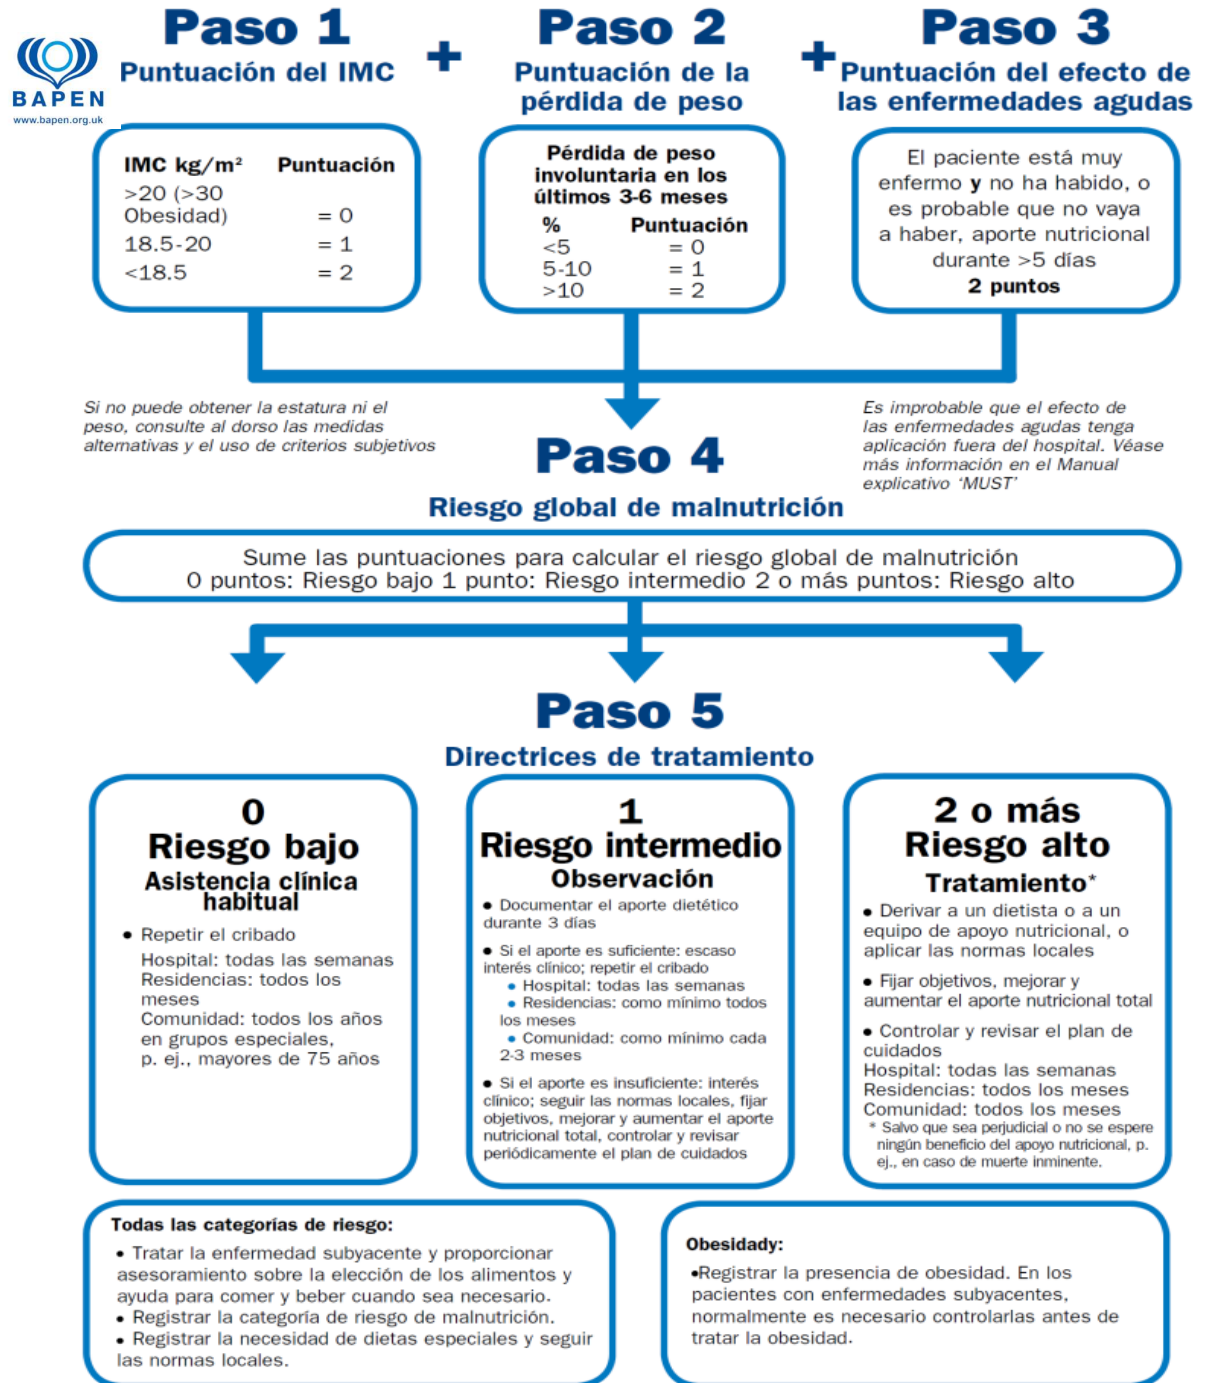 BAPEN
www.bapen.org.uk
Paso 1
Puntuación del IMC
+
Paso 2
Puntuación de la
pérdida de peso
+
Paso 3
Puntuación del efecto de
las enfermedades agudas
IMC kg/m² Puntuación
>20 (>30
Obesidad) = 0
18.5-20 = 1
<18.5 = 2
Pérdida de peso
involuntaria en los
últimos 3-6 meses
% Puntuación
<5 = 0
5-10 = 1
>10 = 2
El paciente está muy
enfermo y no ha habido, o
es probable que no vaya
a haber, aporte nutricional
durante >5 días
2 puntos
Si no puede obtener la estatura ni el
peso, consulte al dorso las medidas
alternativas y el uso de criterios subjetivos
Es improbable que el efecto de
las enfermedades agudas tenga
aplicación fuera del hospital. Véase
más información en el Manual
explicativo ‘MUST’
Paso 4
Riesgo global de malnutrición
Sume las puntuaciones para calcular el riesgo global de malnutrición
0 puntos: Riesgo bajo 1 punto: Riesgo intermedio 2 o más puntos: Riesgo alto
Paso 5
Directrices de tratamiento
0
Riesgo bajo
Asistencia clínica
habitual
• Repetir el cribado
Hospital: todas las semanas
Residencias: todos los
meses
Comunidad: todos los años
en grupos especiales,
p. ej., mayores de 75 años
1
Riesgo intermedio
Observación
• Documentar el aporte dietético
durante 3 días
• Si el aporte es suficiente: escaso
interés clínico; repetir el cribado
• Hospital: todas las semanas
• Residencias: como mínimo todos
los meses
• Comunidad: como mínimo cada
2-3 meses
• Si el aporte es insuficiente: interés
clínico; seguir las normas locales, fijar
objetivos, mejorar y aumentar el aporte
nutricional total, controlar y revisar
periódicamente el plan de cuidados
2 o más
Riesgo alto
Tratamiento*
• Derivar a un dietista o a un
equipo de apoyo nutricional, o
aplicar las normas locales
• Fijar objetivos, mejorar y
aumentar el aporte nutricional total
• Controlar y revisar el plan de
cuidados
Hospital: todas las semanas
Residencias: todos los meses
Comunidad: todos los meses
* Salvo que sea perjudicial o no se espere
ningún beneficio del apoyo nutricional, p.
ej., en caso de muerte inminente.
Todas las categorías de riesgo:
• Tratar la enfermedad subyacente y proporcionar
asesoramiento sobre la elección de los alimentos y
ayuda para comer y beber cuando sea necesario.
• Registrar la categoría de riesgo de malnutrición.
• Registrar la necesidad de dietas especiales y seguir
las normas locales.
Obesidady:
•Registrar la presencia de obesidad. En los
pacientes con enfermedades subyacentes,
normalmente es necesario controlarlas antes de
tratar la obesidad.